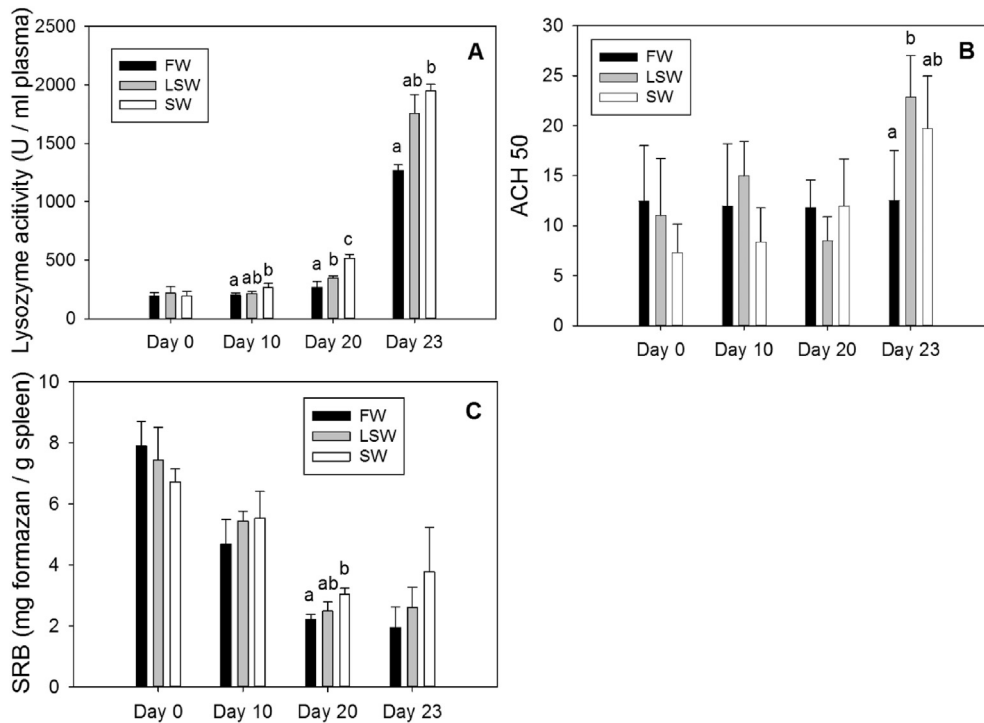 Lysozyme acitivity (U / ml plasma)
2500
2000
1500
1000
500
0
A
FW
LSW
SW
a
ab
b
a
b
c
a
ab
b
Day 0
Day 10
Day 20
Day 23
ACH 50
30
25
20
15
10
5
0
B
FW
LSW
SW
a
b
ab
Day 0
Day 10
Day 20
Day 23
SRB (mg formazan / g spleen)
10
8
6
4
2
0
C
FW
LSW
SW
a
ab
b
Day 0
Day 10
Day 20
Day 23